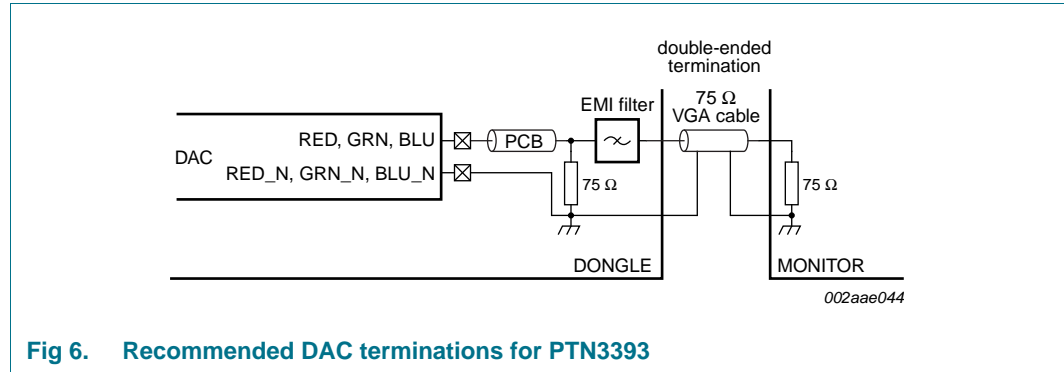 double-ended
termination
EMI filter
75 Ω
VGA cable
RED, GRN, BLU
PCB
DAC
RED_N, GRN_N, BLU_N
75 Ω
75 Ω
DONGLE
MONITOR
002aae044
Fig 6. Recommended DAC terminations for PTN3393